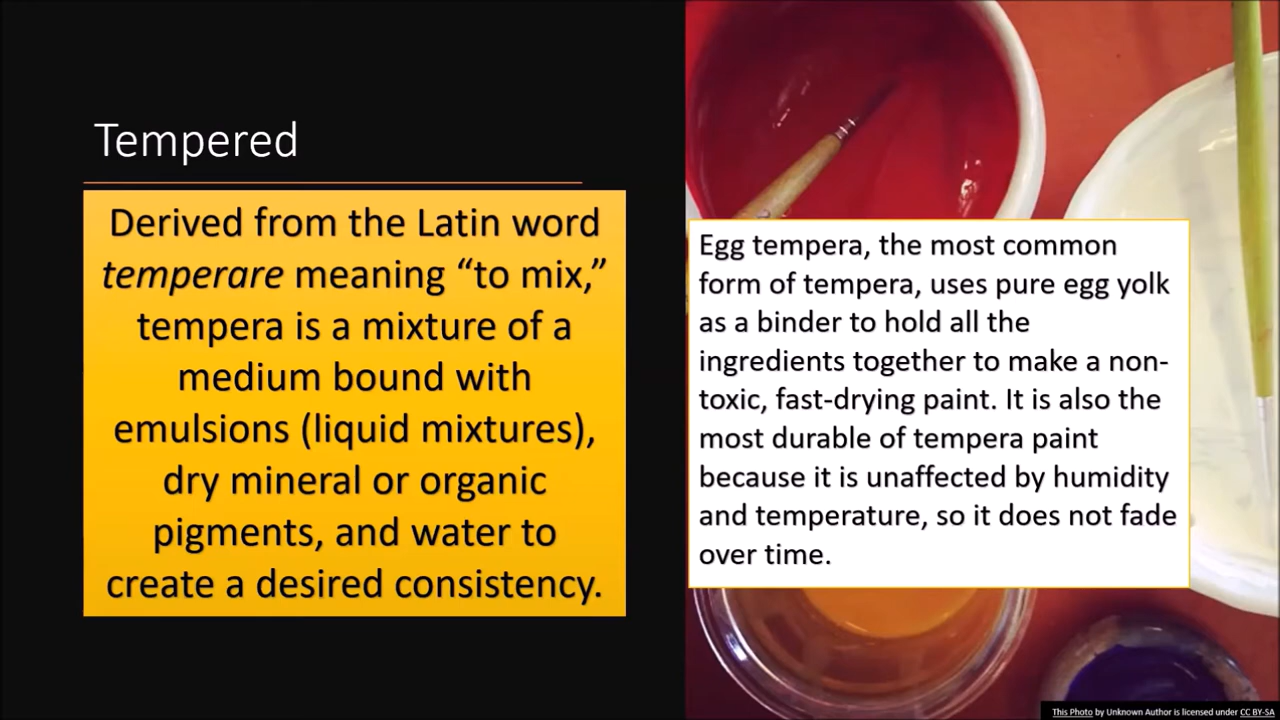 Tempered
Derived from the Latin word
temperare meaning “to mix,”
tempera is a mixture of a
medium bound with
emulsions (liquid mixtures),
dry mineral or organic
pigments, and water to
create a desired consistency.
Egg tempera, the most common
form of tempera, uses pure egg yolk
as a binder to hold all the
ingredients together to make a non-
toxic, fast-drying paint. It is also the
most durable of tempera paint
because it is unaffected by humidity
and temperature, so it does not fade
over time.
This Photo by Unknown Author is licensed under CC BY-SA